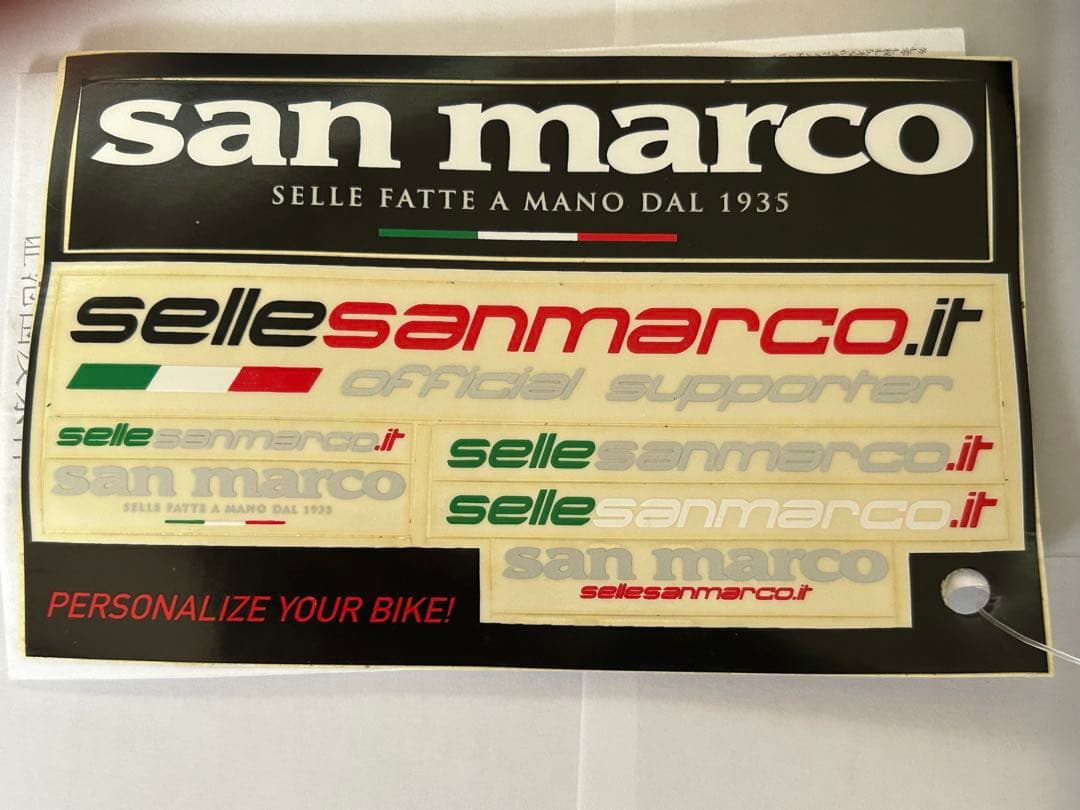 san marco
SELLE FATTE A MANO DAL 1935
sellesanmarco.it
official supporter
sellesanmarco.it
san marco
SELLE FATTE A MANO DAL 1935
sellesanmarco.it
sellesanmarco.it
san marco
sellesanmarco.it
PERSONALIZE YOUR BIKE!